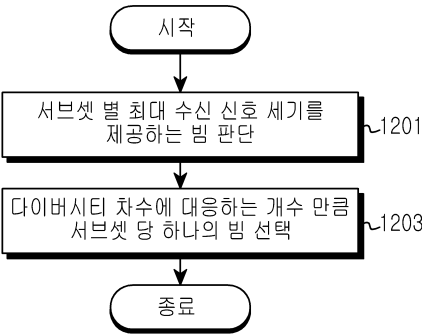 시작
서브셋 별 최대 수신 신호 세기를
제공하는 빔 판단
1201
다이버시티 차수에 대응하는 개수 만큼
서브셋 당 하나의 빔 선택
1203
종료